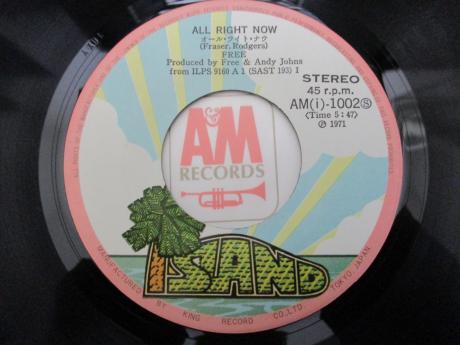 ALL RIGHT NOW
オール・ライト・ナウ
(Fraser, Rodgers)
FREE
Produced by Free & Andy Johns
from ILPS 9160 A 1 (SAST 193) I
STEREO
45 r.p.m.
AM(i)-1002Ⓢ
(Time 5:47)
Ⓟ 1971
A&M
RECORDS
ISLAND
MANUFACTURED BY KING RECORD CO., LTD. TOKYO, JAPAN